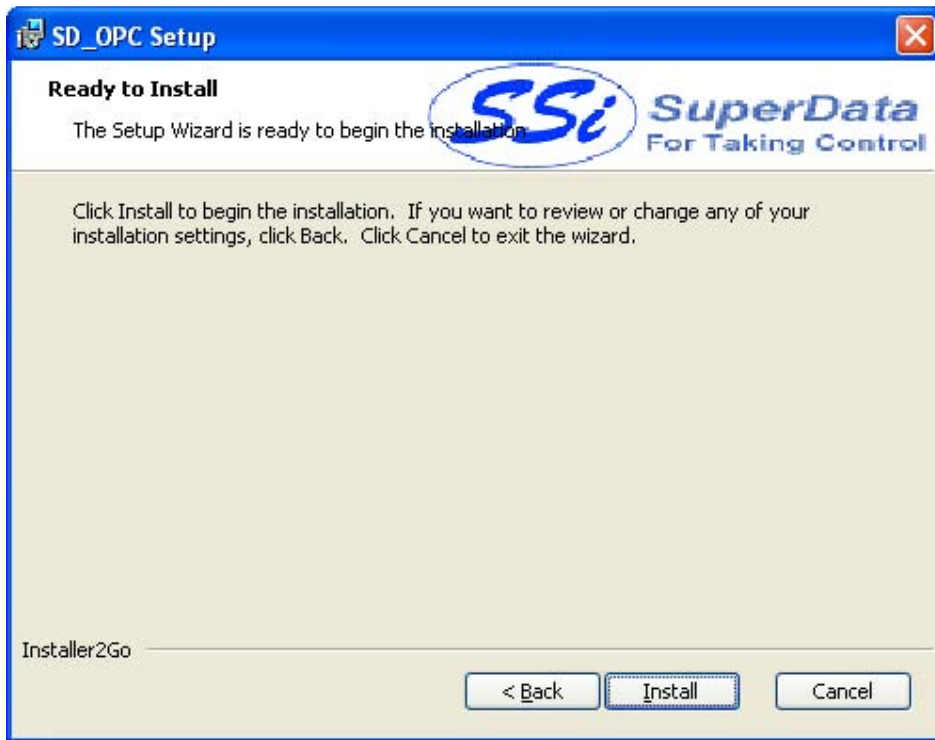 SD_OPC Setup
Ready to Install
The Setup Wizard is ready to begin the installation.
SSi
SuperData
For Taking Control
Click Install to begin the installation.  If you want to review or change any of your
installation settings, click Back.  Click Cancel to exit the wizard.
Installer2Go
< Back
Install
Cancel